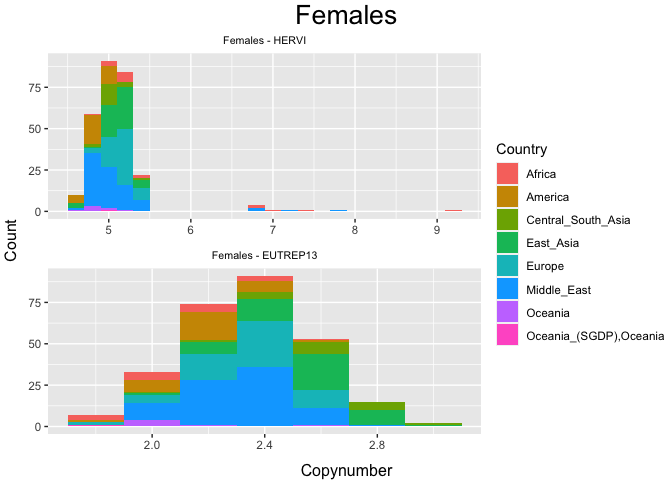 Females
Females - HERVI
75
50
25
0
5
6
7
8
9
Females - EUTREP13
75
50
25
0
2.0
2.4
2.8
Count
Copynumber
Country
Africa
America
Central_South_Asia
East_Asia
Europe
Middle_East
Oceania
Oceania_(SGDP),Oceania